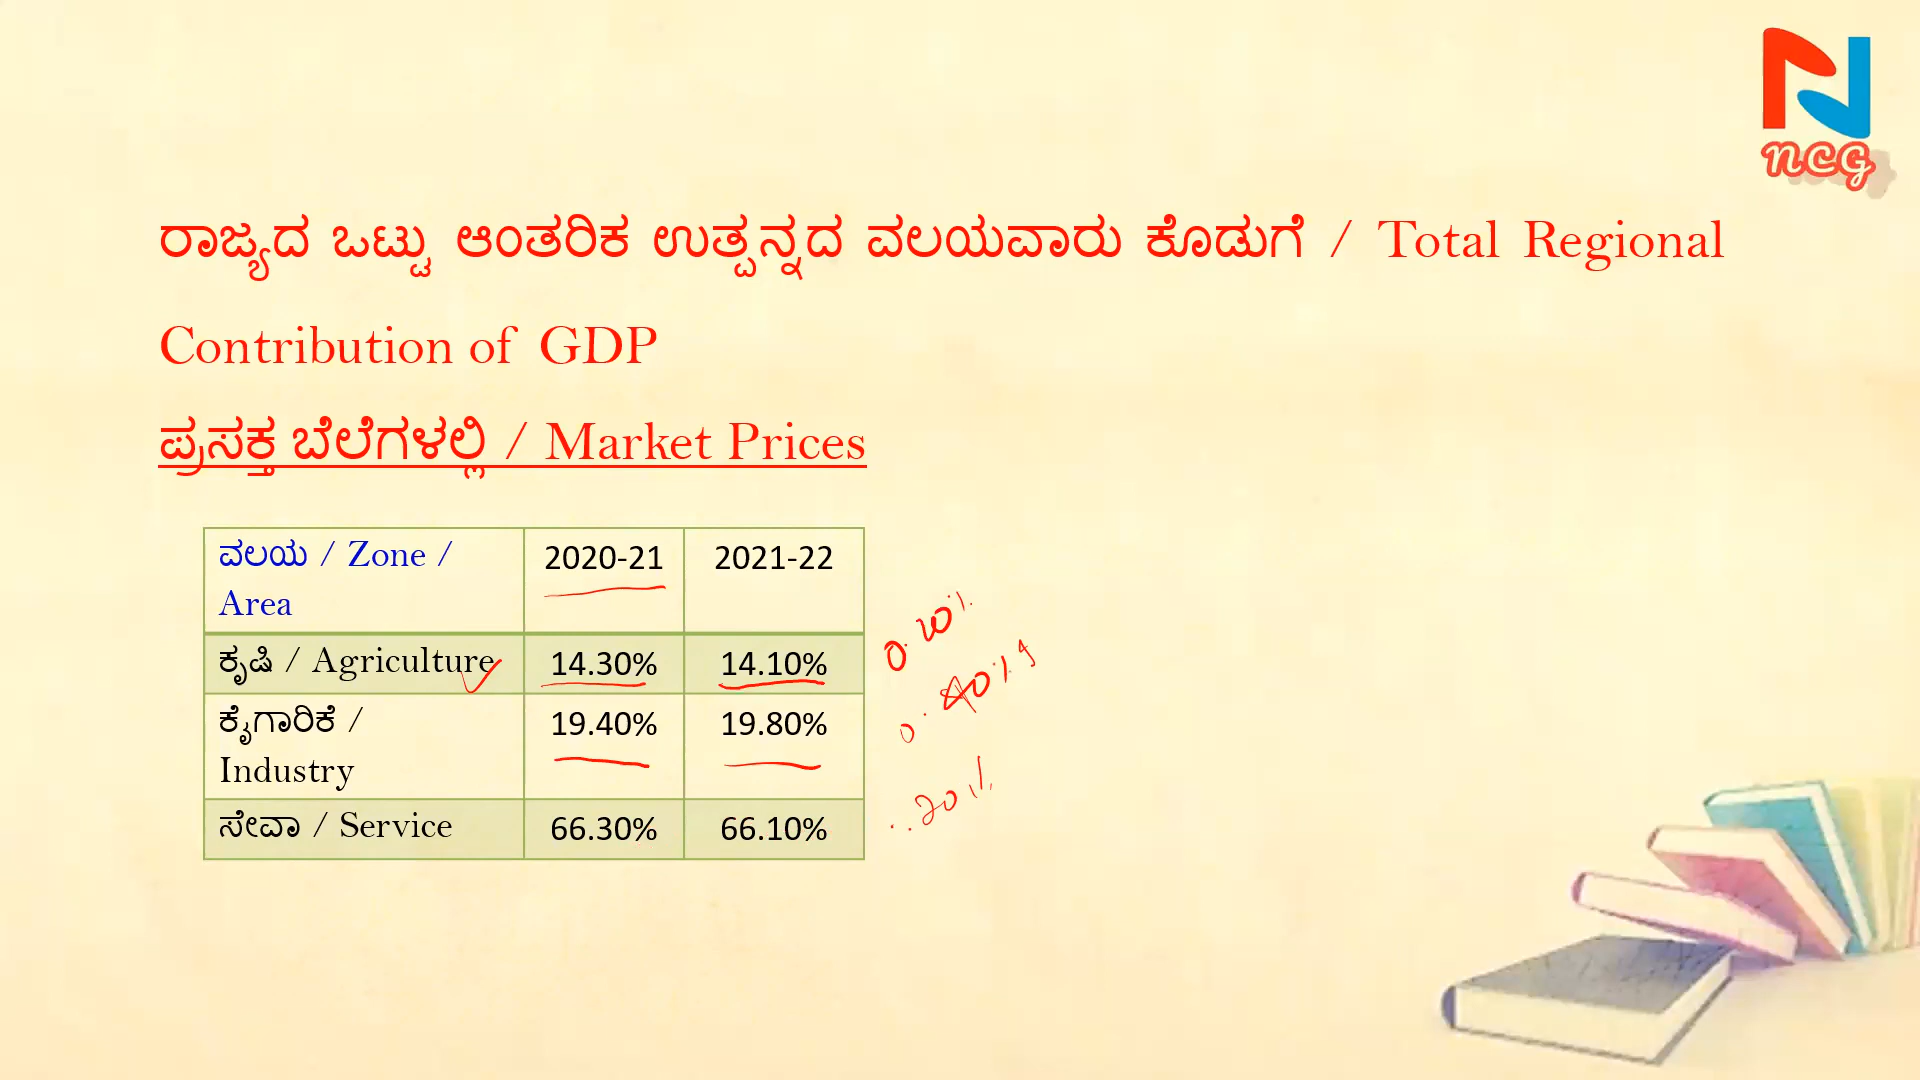 ncg
ರಾಜ್ಯದ ಒಟ್ಟು ಆಂತರಿಕ ಉತ್ಪನ್ನದ ವಲಯವಾರು ಕೊಡುಗೆ / Total Regional
Contribution of GDP
ಪ್ರಸಕ್ತ ಬೆಲೆಗಳಲ್ಲಿ / Market Prices
ವಲಯ / Zone / 2020-21 2021-22
Area
ಕೃಷಿ / Agriculture 14.30% 14.10%
ಕೈಗಾರಿಕೆ / 19.40% 19.80%
Industry
ಸೇವಾ / Service 66.30% 66.10%